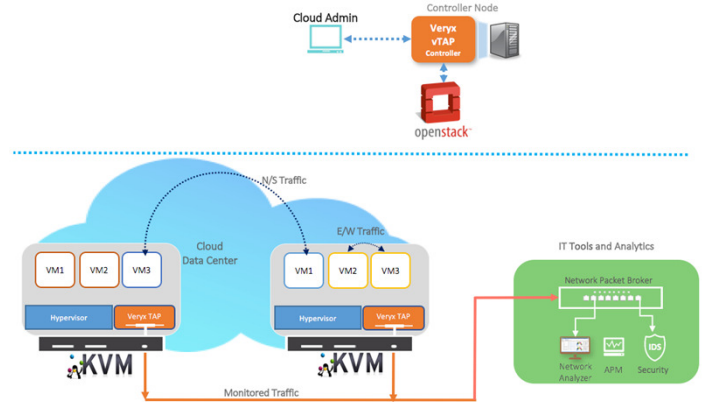 Controller Node
Cloud Admin
Veryx
vTAP
Controller
openstack
N/S Traffic
E/W Traffic
Cloud
Data Center
VM1 VM2 VM3
VM1 VM2 VM3
Hypervisor Veryx TAP
Hypervisor Veryx TAP
KVM
KVM
Monitored Traffic
IT Tools and Analytics
Network Packet Broker
IDS
Network
Analyzer
APM
Security